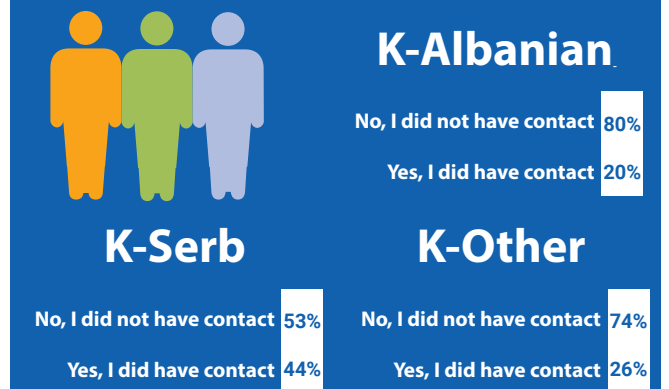 K-Albanian.
No, I did not have contact 80%
Yes, I did have contact 20%
K-Serb
No, I did not have contact 53%
Yes, I did have contact 44%
K-Other
No, I did not have contact 74%
Yes, I did have contact 26%